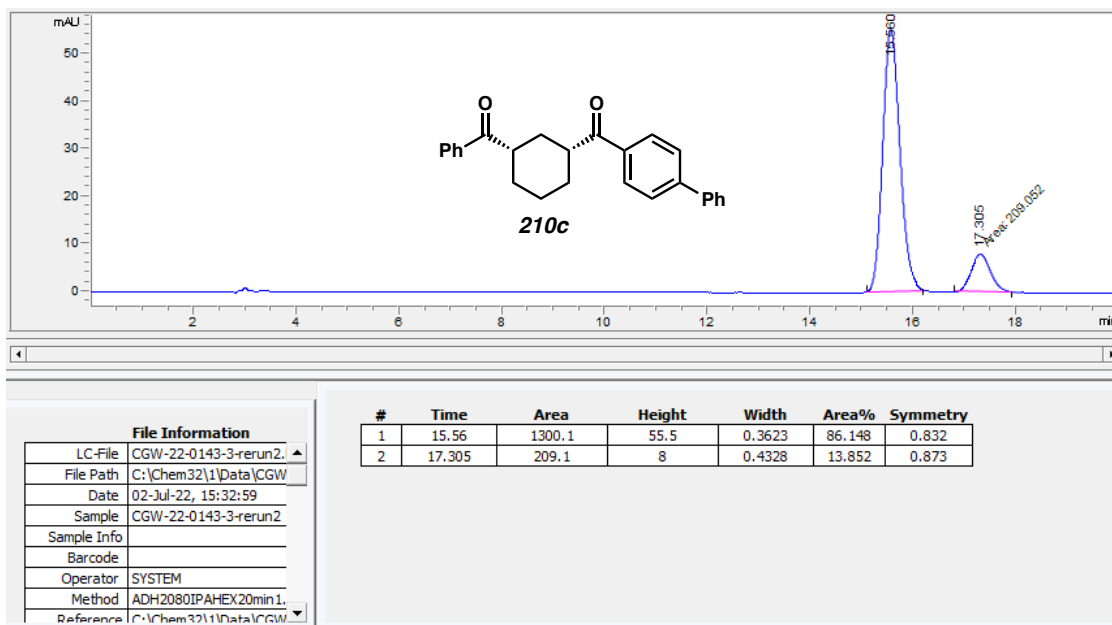 mAU
50
40
30
20
10
0
2 4 6 8 10 12 14 16 18 min
15.560
17.305
Area: 209.052
O O
Ph
Ph
210c
File Information
LC-File CGW-22-0143-3-rerun2.
File Path C:\Chem32\1\Data\CGW
Date 02-Jul-22, 15:32:59
Sample CGW-22-0143-3-rerun2
Sample Info
Barcode
Operator SYSTEM
Method ADH2080IPAHEX20min1.
Reference C:\Chem32\1\Data\CGW
# Time Area Height Width Area% Symmetry
1 15.56 1300.1 55.5 0.3623 86.148 0.832
2 17.305 209.1 8 0.4328 13.852 0.873